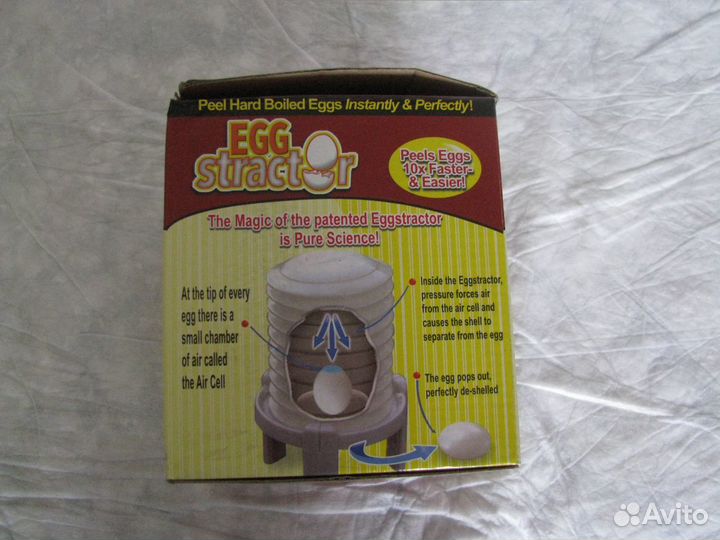 Peel Hard Boiled Eggs Instantly & Perfectly!
EGG
stractor
Peels Eggs
10x Faster-
& Easier!
The Magic of the patented Eggstractor
is Pure Science!
At the tip of every
egg there is a
small chamber
of air called
the Air Cell
Inside the Eggstractor,
pressure forces air
from the air cell and
causes the shell to
separate from the egg
The egg pops out,
perfectly de-shelled
Avito